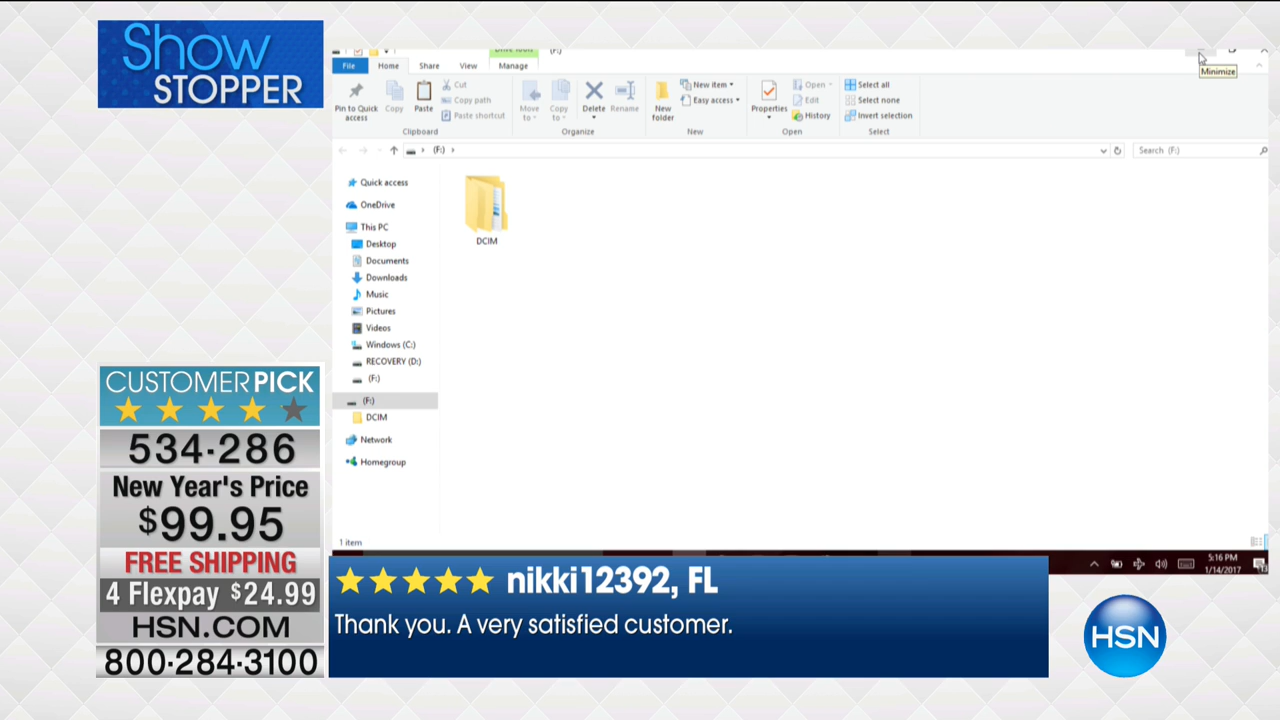 Show
STOPPER
Drive Tools
(F:)
Minimize
File
Home
Share
View
Manage
Pin to Quick
access
Copy
Paste
Cut
Copy path
Paste shortcut
Clipboard
Move
to
Copy
to
Delete
Rename
Organize
New
folder
New item
Easy access
New
Properties
Open
Edit
History
Open
Select all
Select none
Invert selection
Select
(F:)
Search (F:)
Quick access
OneDrive
This PC
Desktop
Documents
Downloads
Music
Pictures
Videos
Windows (C:)
RECOVERY (D:)
(F:)
(F:)
DCIM
Network
Homegroup
DCIM
1 item
5:16 PM
1/14/2017
CUSTOMER PICK
534·286
New Year's Price
$99.95
FREE SHIPPING
4 Flexpay $24.99
HSN.COM
800·284·3100
nikki12392, FL
Thank you. A very satisfied customer.
HSN